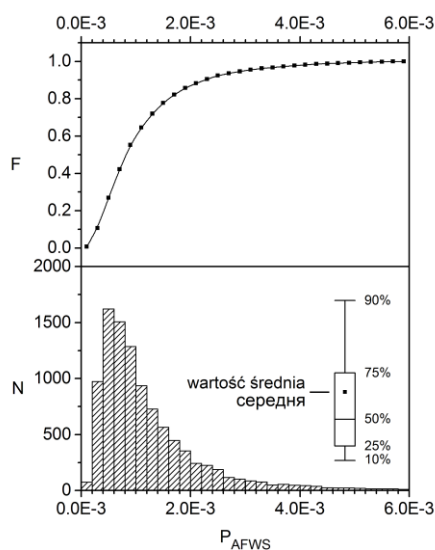 0.0E-3 2.0E-3 4.0E-3 6.0E-3
1.0
0.8
0.6
F
0.4
0.2
0.0
2000
1500
90%
75%
N
1000
wartość średnia
середня
50%
500
25%
10%
0
0.0E-3 2.0E-3 4.0E-3 6.0E-3
P_AFWS